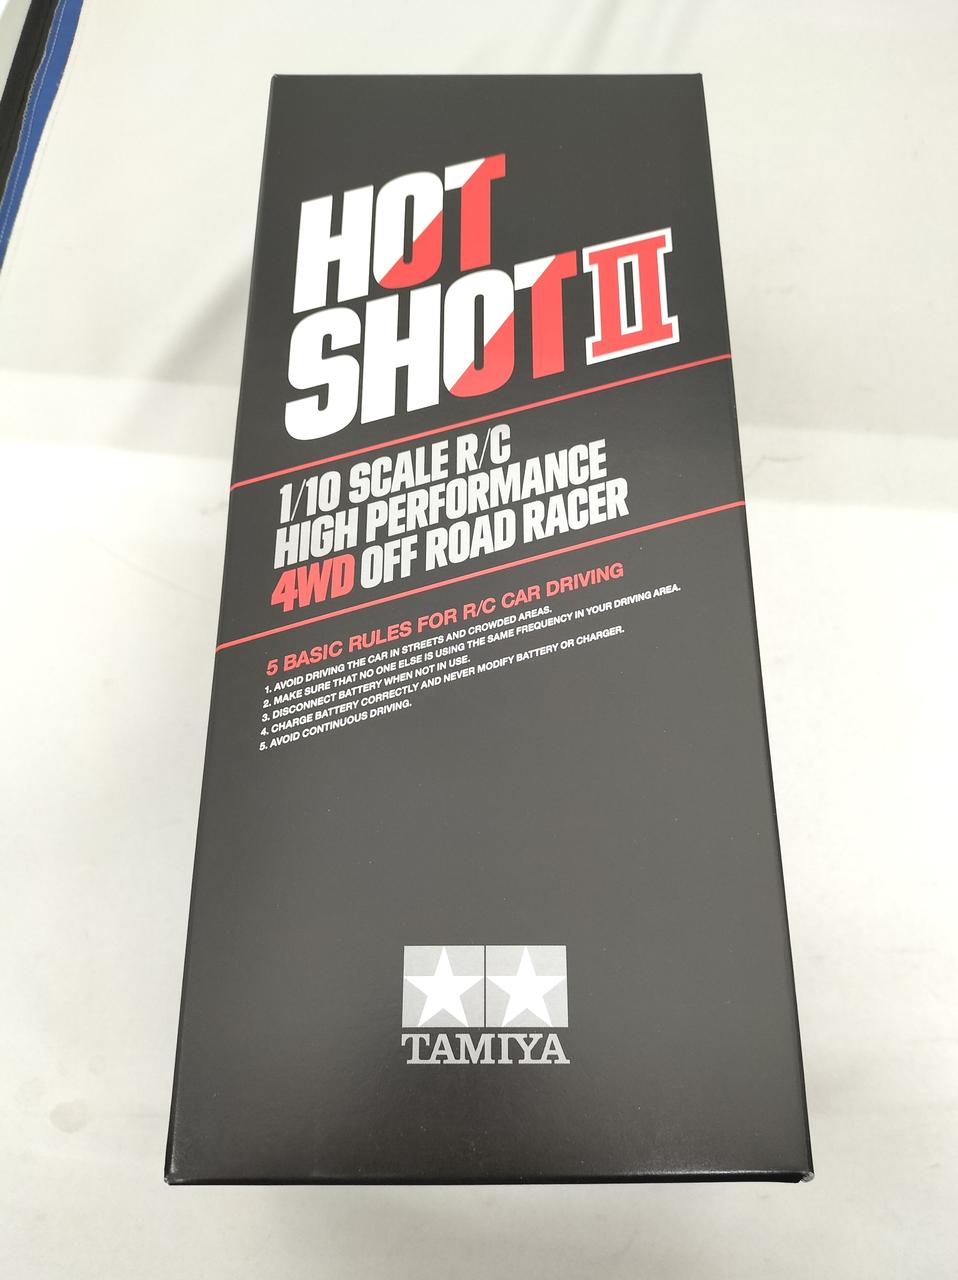 HOT
SHOT II
1/10 SCALE R/C
HIGH PERFORMANCE
4WD OFF ROAD RACER
5 BASIC RULES FOR R/C CAR DRIVING
1. AVOID DRIVING THE CAR IN STREETS AND CROWDED AREAS.
2. MAKE SURE THAT NO ONE ELSE IS USING THE SAME FREQUENCY IN YOUR DRIVING AREA.
3. DISCONNECT BATTERY WHEN NOT IN USE.
4. CHARGE BATTERY CORRECTLY AND NEVER MODIFY BATTERY OR CHARGER.
5. AVOID CONTINUOUS DRIVING.
TAMIYA